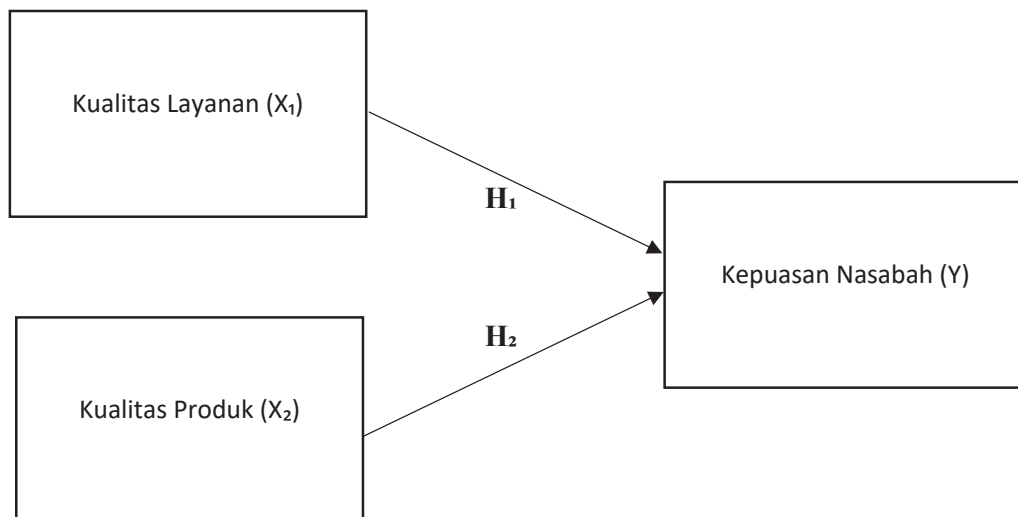 Kualitas Layanan (X₁)
H₁
Kepuasan Nasabah (Y)
H₂
Kualitas Produk (X₂)